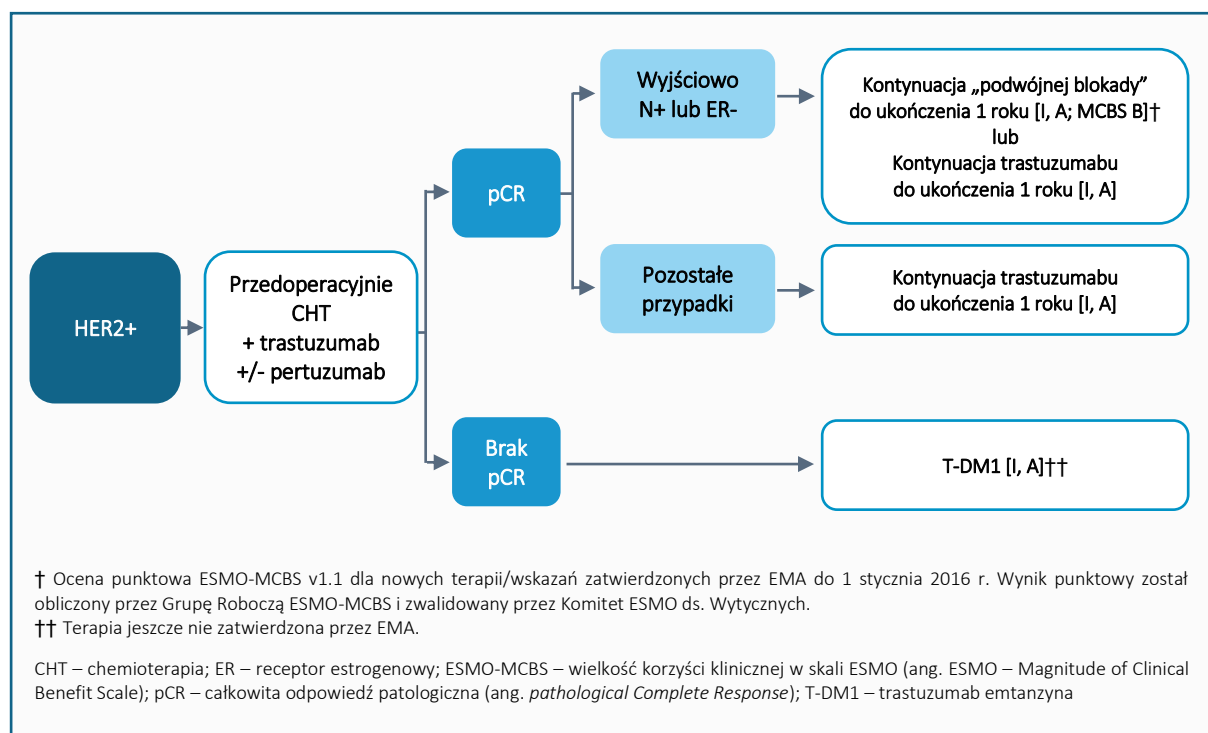 HER2+
Przedoperacyjnie
CHT
+ trastuzumab
+/- pertuzumab
pCR
Wyjściowo
N+ lub ER-
Kontynuacja „podwójnej blokady”
do ukończenia 1 roku [I, A; MCBS B]†
lub
Kontynuacja trastuzumabu
do ukończenia 1 roku [I, A]
Pozostałe
przypadki
Kontynuacja trastuzumabu
do ukończenia 1 roku [I, A]
Brak
pCR
T-DM1 [I, A]††
† Ocena punktowa ESMO-MCBS v1.1 dla nowych terapii/wskazań zatwierdzonych przez EMA do 1 stycznia 2016 r. Wynik punktowy został
obliczony przez Grupę Roboczą ESMO-MCBS i zwalidowany przez Komitet ESMO ds. Wytycznych.
†† Terapia jeszcze nie zatwierdzona przez EMA.
CHT – chemioterapia; ER – receptor estrogenowy; ESMO-MCBS – wielkość korzyści klinicznej w skali ESMO (ang. ESMO – Magnitude of Clinical
Benefit Scale); pCR – całkowita odpowiedź patologiczna (ang. pathological Complete Response); T-DM1 – trastuzumab emtanzyna